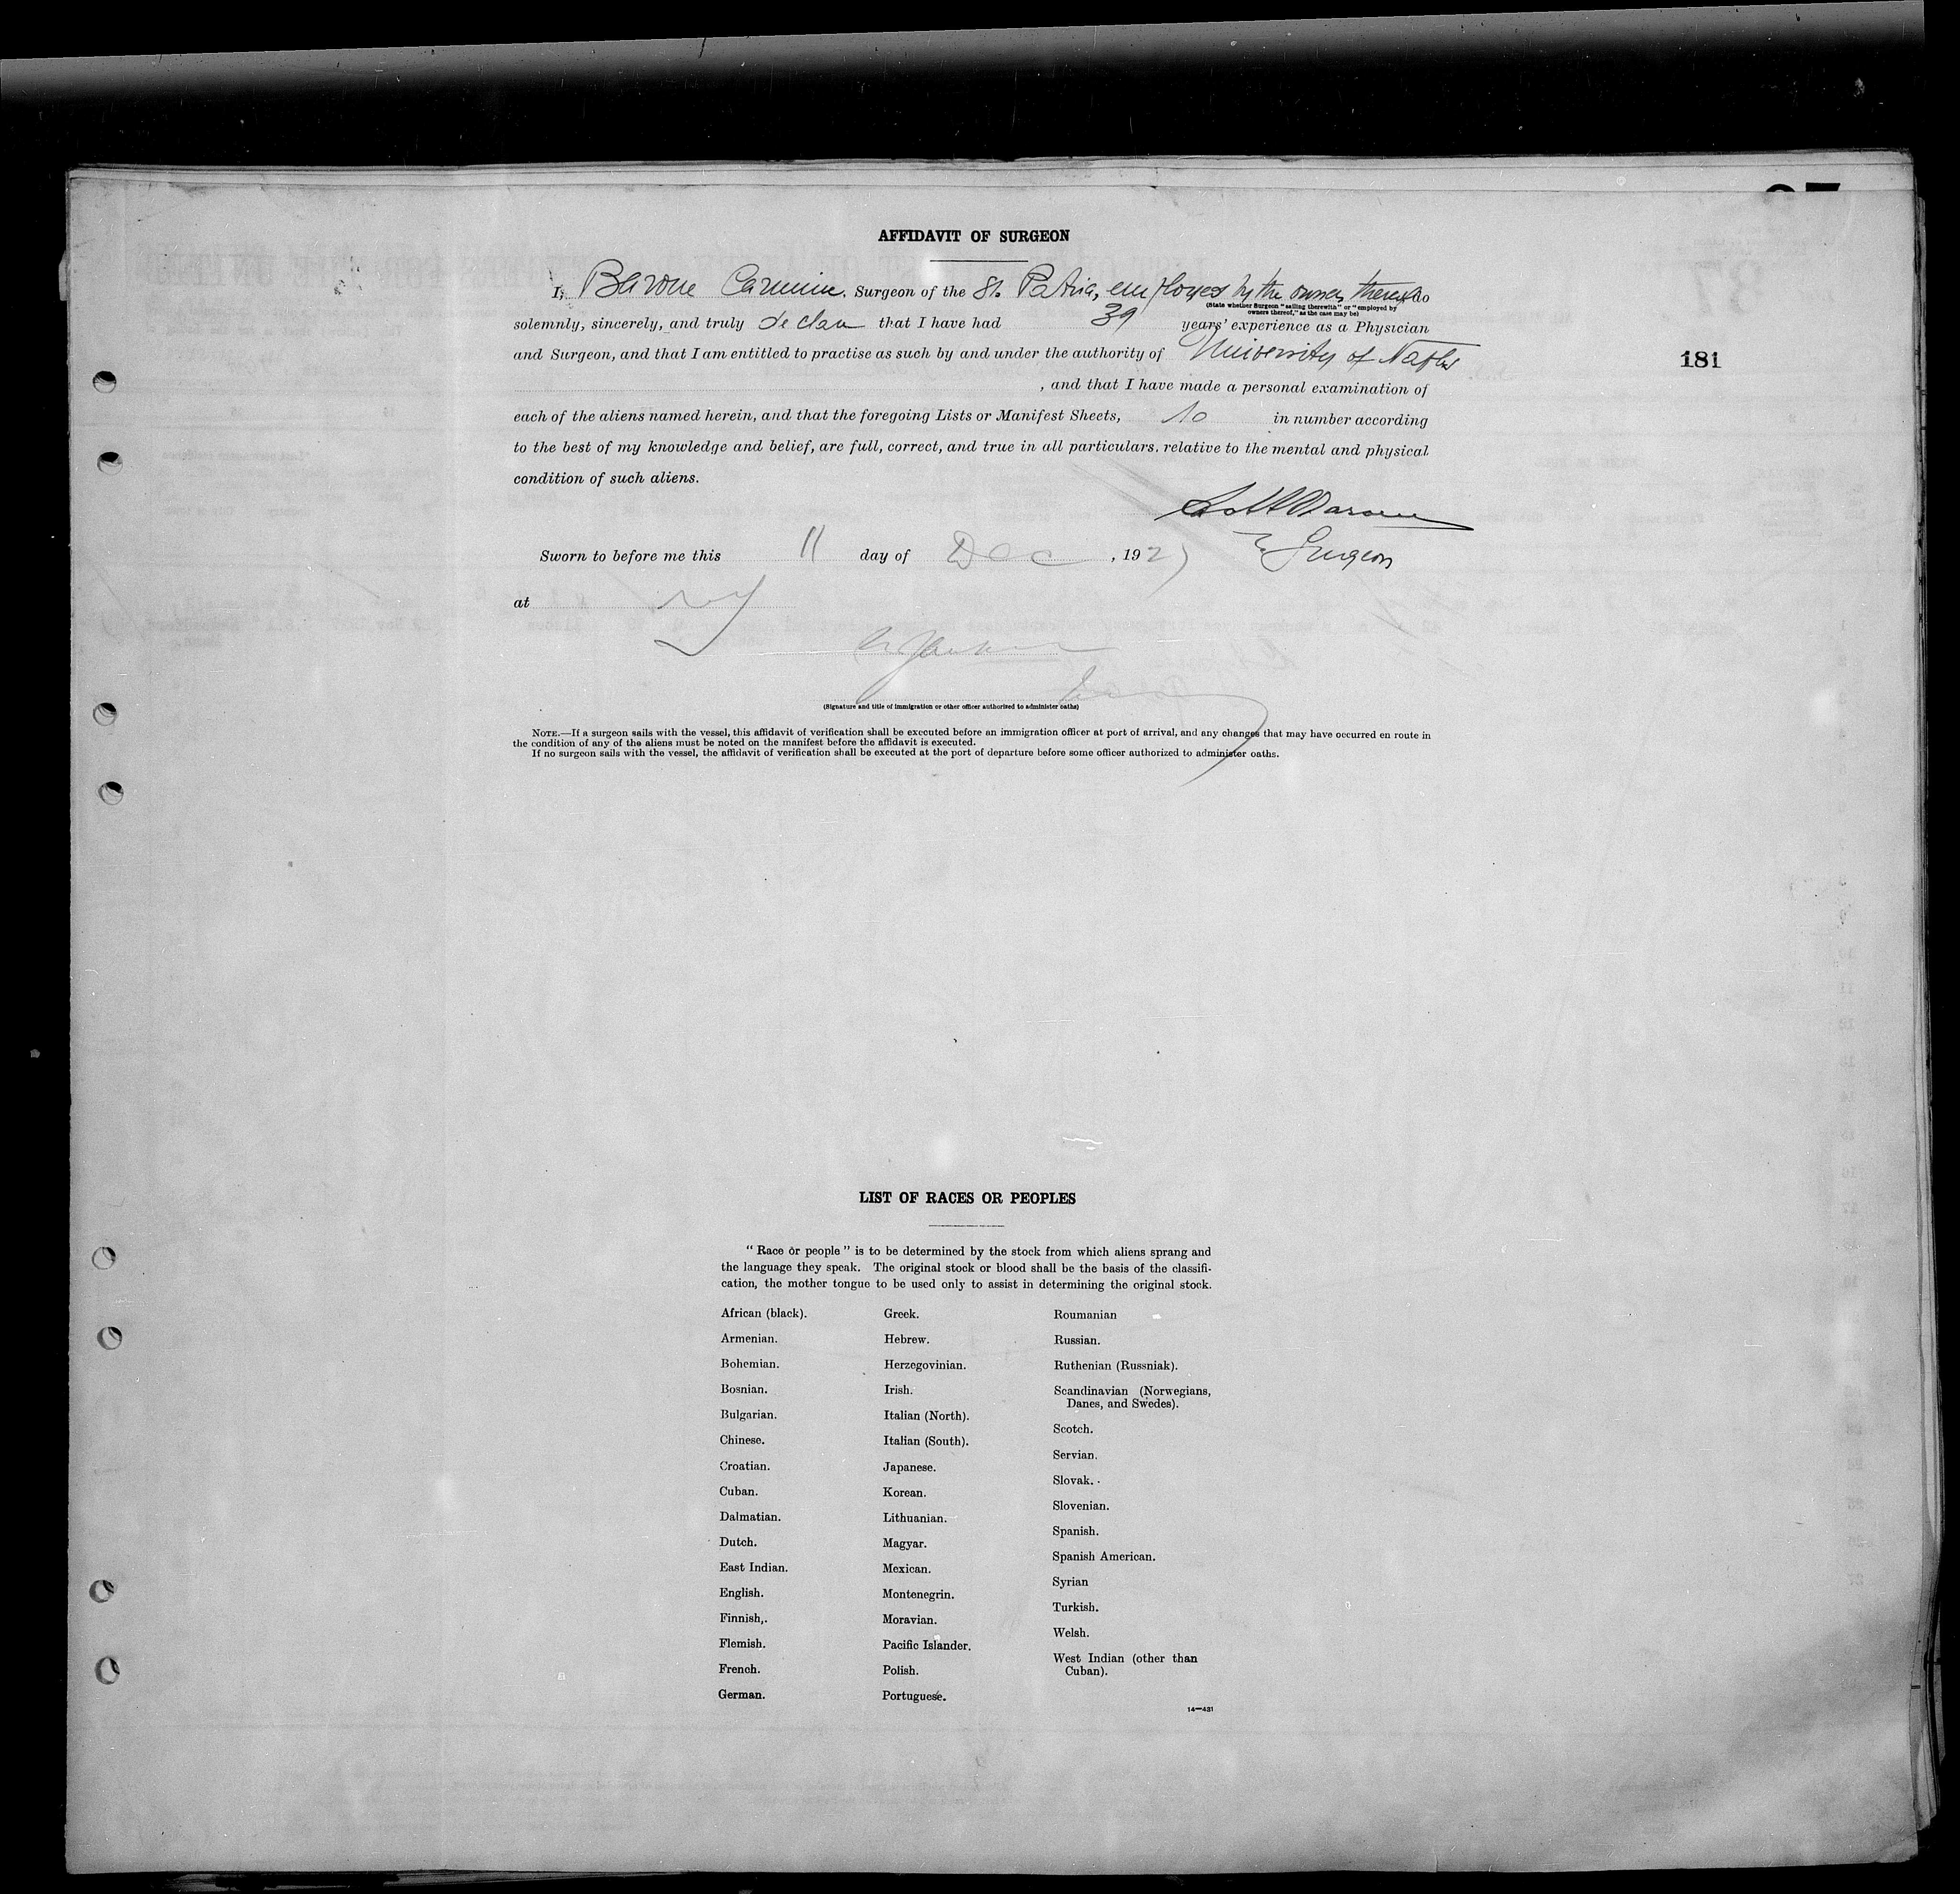 AFFIDAVIT OF SURGEON
I, Barone Carmine, Surgeon of the St. Patria, employed by the owners thereof do
(State whether Surgeon "sailing therewith" or "employed by
owners thereof," as the case may be)
solemnly, sincerely, and truly declare that I have had 39 years' experience as a Physician
and Surgeon, and that I am entitled to practise as such by and under the authority of University of Naples
181
, and that I have made a personal examination of
each of the aliens named herein, and that the foregoing Lists or Manifest Sheets, 10 in number according
to the best of my knowledge and belief, are full, correct, and true in all particulars, relative to the mental and physical
condition of such aliens.
Barone
Surgeon
Sworn to before me this 11 day of Dec, 1927
at NY
(Signature and title of immigration or other officer authorized to administer oaths)
NOTE.—If a surgeon sails with the vessel, this affidavit of verification shall be executed before an immigration officer at port of arrival, and any changes that may have occurred en route in
the condition of any of the aliens must be noted on the manifest before the affidavit is executed.
If no surgeon sails with the vessel, the affidavit of verification shall be executed at the port of departure before some officer authorized to administer oaths.
LIST OF RACES OR PEOPLES
"Race or people" is to be determined by the stock from which aliens sprang and
the language they speak. The original stock or blood shall be the basis of the classifi-
cation, the mother tongue to be used only to assist in determining the original stock.
African (black).
Armenian.
Bohemian.
Bosnian.
Bulgarian.
Chinese.
Croatian.
Cuban.
Dalmatian.
Dutch.
East Indian.
English.
Finnish,.
Flemish.
French.
German.
Greek.
Hebrew.
Herzegovinian.
Irish.
Italian (North).
Italian (South).
Japanese.
Korean.
Lithuanian.
Magyar.
Mexican.
Montenegrin.
Moravian.
Pacific Islander.
Polish.
Portuguese.
Roumanian
Russian.
Ruthenian (Russniak).
Scandinavian (Norwegians,
Danes, and Swedes).
Scotch.
Servian.
Slovak.
Slovenian.
Spanish.
Spanish American.
Syrian
Turkish.
Welsh.
West Indian (other than
Cuban).
14—431